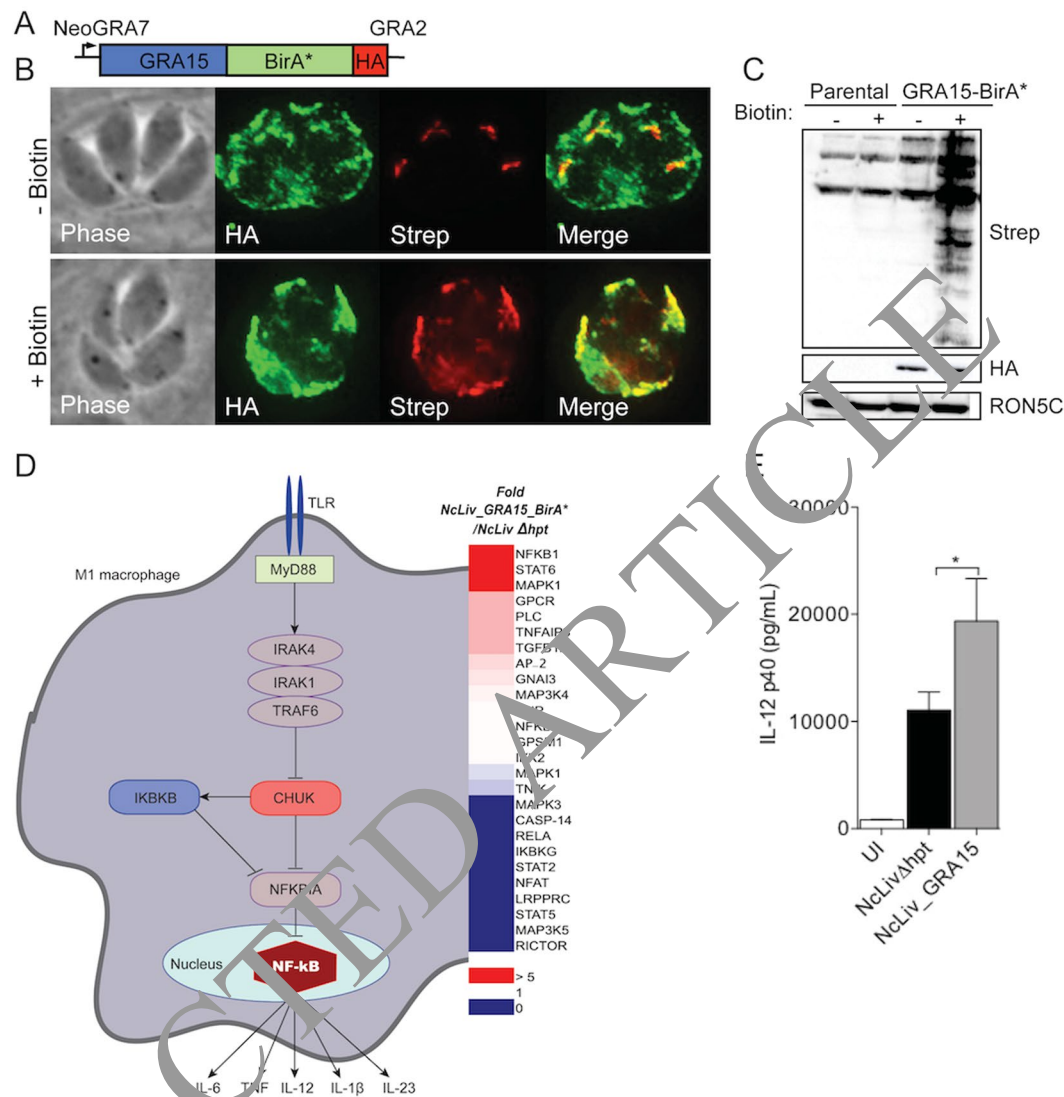 A
NeoGRA7
GRA2
GRA15
BirA*
HA
B
- Biotin
Phase
HA
Strep
Merge
+ Biotin
Phase
HA
Strep
Merge
C
Parental
GRA15-BirA*
Biotin:
- + - +
Strep
HA
RON5C
D
TLR
M1 macrophage
MyD88
IRAK4
IRAK1
TRAF6
IKBKB
CHUK
Nucleus
NF-kB
IL-6
TNF
IL-12
IL-1β
IL-23
Fold
NcLiv_GRA15_BirA*
/NcLiv Δhpt
NFKB1
STAT6
MAPK1
GPCR
PLC
GNAI3
MAP3K4
GPSM1
MAPK1
MAPK3
CASP-14
RELA
IKBKG
STAT2
NFAT
LRPPRC
STAT5
MAP3K5
RICTOR
> 5
1
0
IL-12 p40 (pg/mL)
30000
20000
10000
0
*
UI
NcLivΔhpt
NcLiv_GRA15
CTED ARTICLE